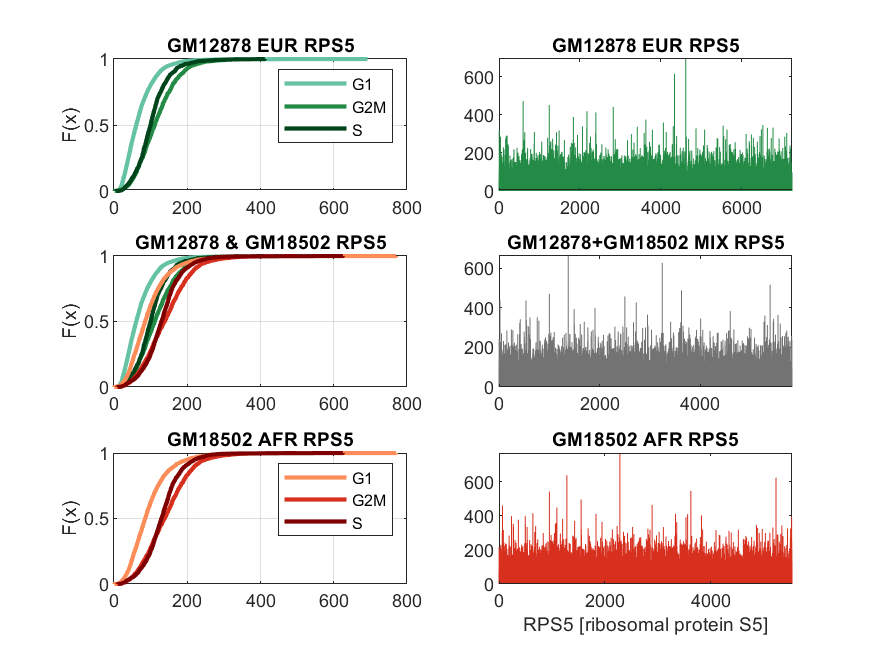 GM12878 EUR RPS5
1
0.5
0
F(x)
0 200 400 600 800
G1
G2M
S
GM12878 EUR RPS5
600
400
200
0
0 2000 4000 6000
GM12878 & GM18502 RPS5
1
0.5
0
F(x)
0 200 400 600 800
GM12878+GM18502 MIX RPS5
600
400
200
0
0 2000 4000
GM18502 AFR RPS5
1
0.5
0
F(x)
0 200 400 600 800
G1
G2M
S
GM18502 AFR RPS5
600
400
200
0
0 2000 4000
RPS5 [ribosomal protein S5]